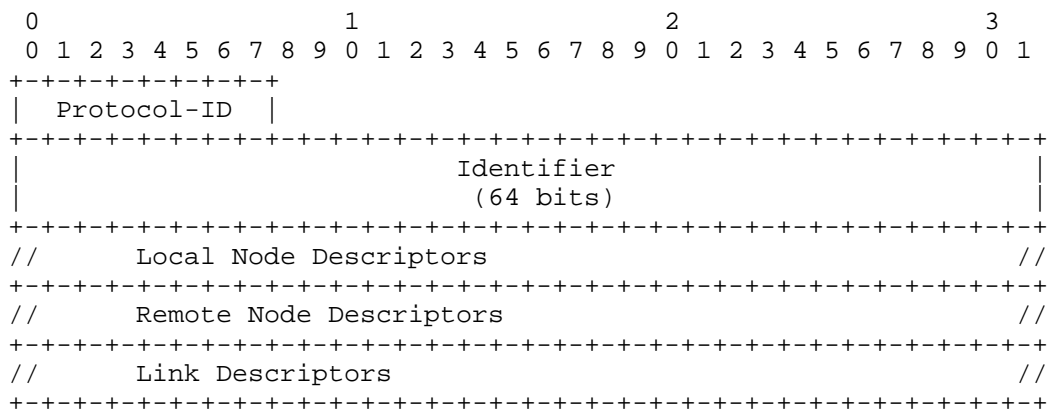 0                   1                   2                   3
 0 1 2 3 4 5 6 7 8 9 0 1 2 3 4 5 6 7 8 9 0 1 2 3 4 5 6 7 8 9 0 1
+-+-+-+-+-+-+-+-+
|  Protocol-ID  |
+-+-+-+-+-+-+-+-+-+-+-+-+-+-+-+-+-+-+-+-+-+-+-+-+-+-+-+-+-+-+-+-+
|                           Identifier                          |
|                            (64 bits)                          |
+-+-+-+-+-+-+-+-+-+-+-+-+-+-+-+-+-+-+-+-+-+-+-+-+-+-+-+-+-+-+-+-+
//      Local Node Descriptors                                 //
+-+-+-+-+-+-+-+-+-+-+-+-+-+-+-+-+-+-+-+-+-+-+-+-+-+-+-+-+-+-+-+-+
//      Remote Node Descriptors                                //
+-+-+-+-+-+-+-+-+-+-+-+-+-+-+-+-+-+-+-+-+-+-+-+-+-+-+-+-+-+-+-+-+
//      Link Descriptors                                       //
+-+-+-+-+-+-+-+-+-+-+-+-+-+-+-+-+-+-+-+-+-+-+-+-+-+-+-+-+-+-+-+-+